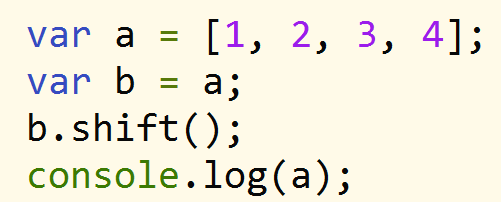 var a = [1, 2, 3, 4];
var b = a;
b.shift();
console.log(a);